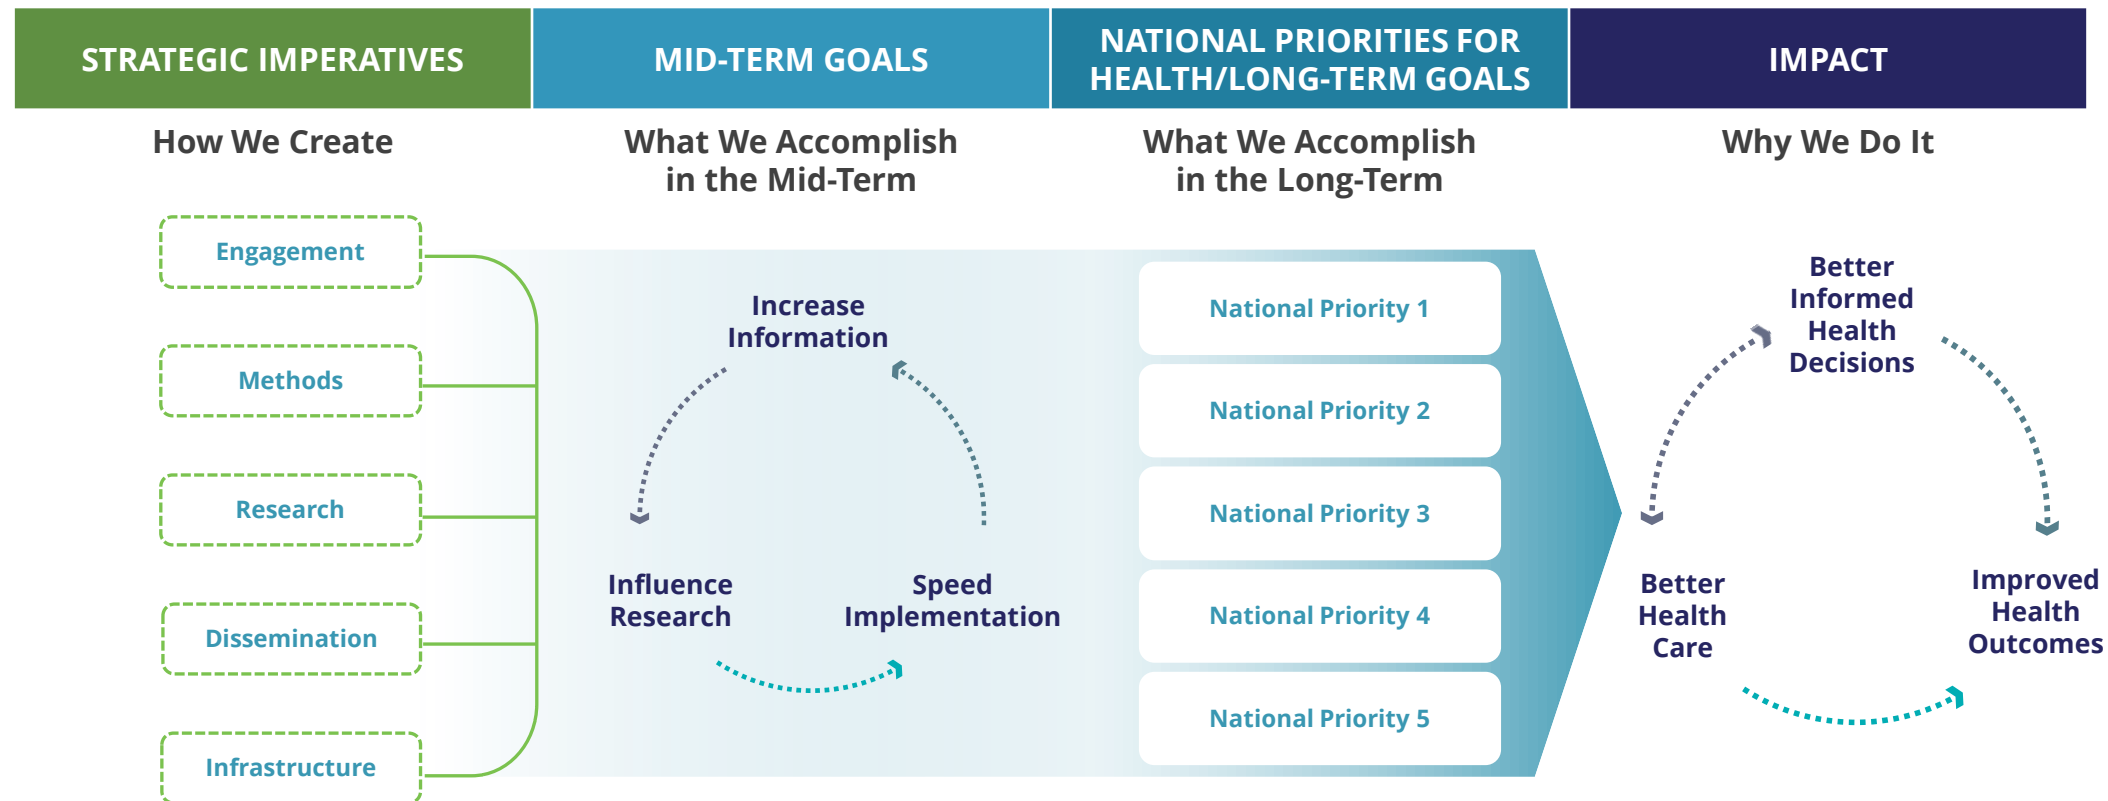 STRATEGIC IMPERATIVES
MID-TERM GOALS
NATIONAL PRIORITIES FOR
HEALTH/LONG-TERM GOALS
IMPACT
How We Create
What We Accomplish
in the Mid-Term
What We Accomplish
in the Long-Term
Why We Do It
Engagement
Methods
Research
Dissemination
Infrastructure
Increase
Information
Influence
Research
Speed
Implementation
National Priority 1
National Priority 2
National Priority 3
National Priority 4
National Priority 5
Better
Informed
Health
Decisions
Better
Health
Care
Improved
Health
Outcomes